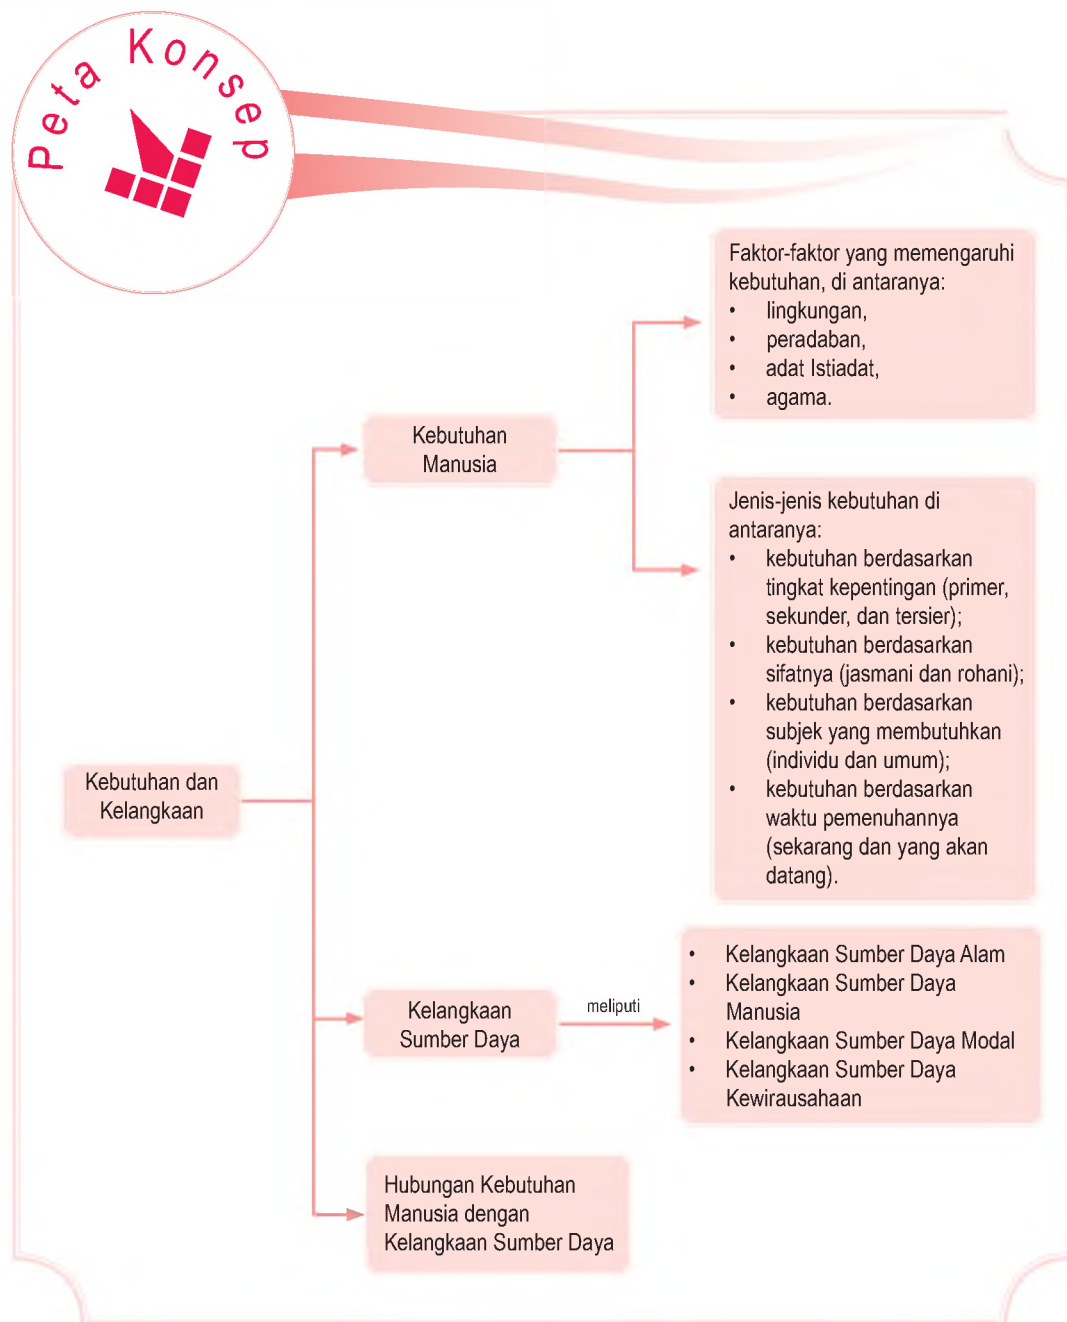 Peta Konsep
Faktor-faktor yang memengaruhi
kebutuhan, di antaranya:
• lingkungan,
• peradaban,
• adat Istiadat,
• agama.
Kebutuhan
Manusia
Jenis-jenis kebutuhan di
antaranya:
• kebutuhan berdasarkan
tingkat kepentingan (primer,
sekunder, dan tersier);
• kebutuhan berdasarkan
sifatnya (jasmani dan rohani);
• kebutuhan berdasarkan
subjek yang membutuhkan
(individu dan umum);
• kebutuhan berdasarkan
waktu pemenuhannya
(sekarang dan yang akan
datang).
Kebutuhan dan
Kelangkaan
Kelangkaan
Sumber Daya
meliputi
• Kelangkaan Sumber Daya Alam
• Kelangkaan Sumber Daya
Manusia
• Kelangkaan Sumber Daya Modal
• Kelangkaan Sumber Daya
Kewirausahaan
Hubungan Kebutuhan
Manusia dengan
Kelangkaan Sumber Daya